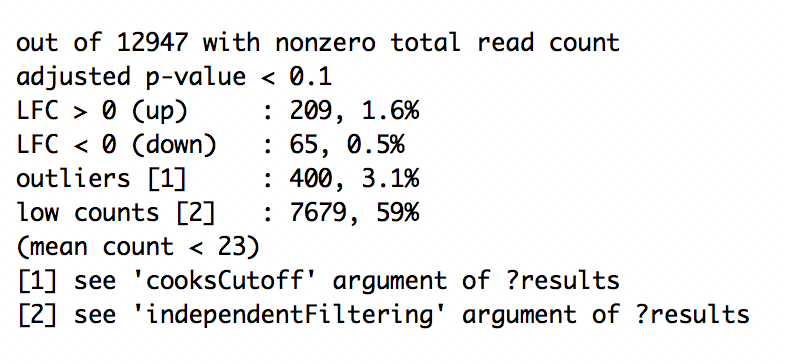 out of 12947 with nonzero total read count
adjusted p-value < 0.1
LFC > 0 (up)     : 209, 1.6%
LFC < 0 (down)   : 65, 0.5%
outliers [1]     : 400, 3.1%
low counts [2]   : 7679, 59%
(mean count < 23)
[1] see 'cooksCutoff' argument of ?results
[2] see 'independentFiltering' argument of ?results